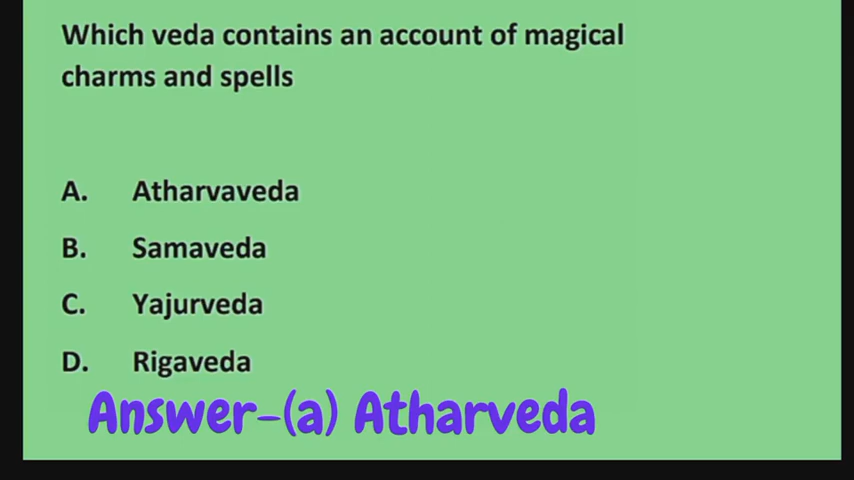 Which veda contains an account of magical
charms and spells
A. Atharvaveda
B. Samaveda
C. Yajurveda
D. Rigaveda
Answer-(a) Atharveda